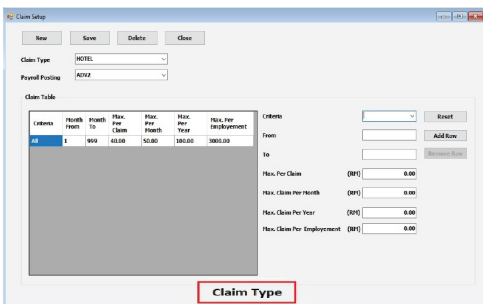 Claim Setup
New Save Delete Close
Claim Type HOTEL
Payroll Posting ADV2
Claim Table
Criteria Month From Month To Max. Per Claim Max. Per Month Max. Per Year Max. Per Employement
All 1 999 40.00 50.00 100.00 3000.00
Criteria Reset
From Add Row
To Remove Row
Max. Per Claim (RM) 0.00
Max. Claim Per Month (RM) 0.00
Max. Claim Per Year (RM) 0.00
Max. Claim Per Employement (RM) 0.00
Claim Type